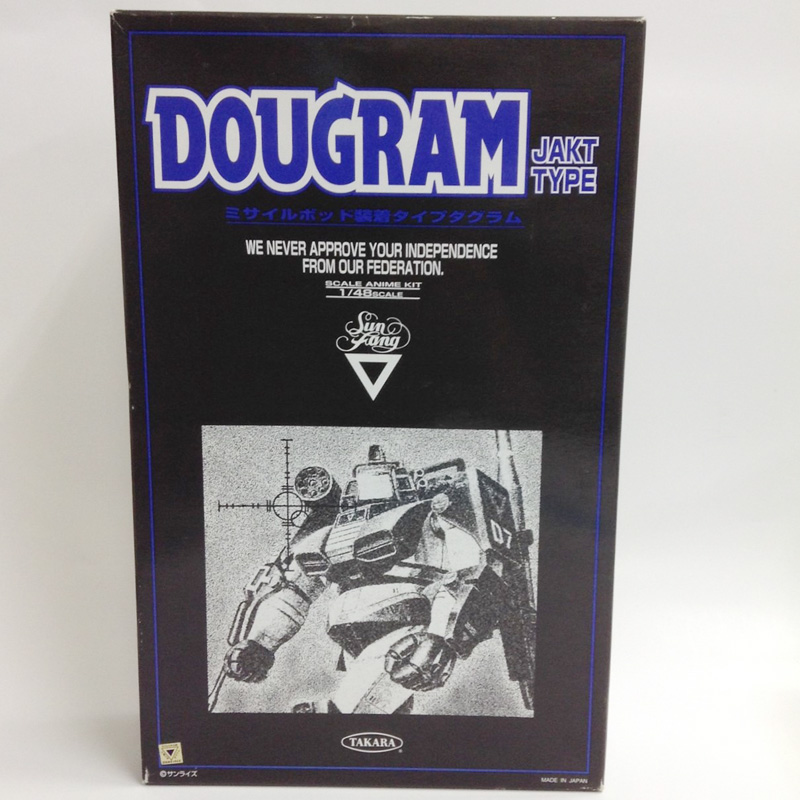 DOUGRAM
JAKT
TYPE
ミサイルポッド装着タイプダグラム
WE NEVER APPROVE YOUR INDEPENDENCE
FROM OUR FEDERATION.
SCALE ANIME KIT
1/48SCALE
Sun
Fang
07
TAKARA®
©サンライズ
MADE IN JAPAN